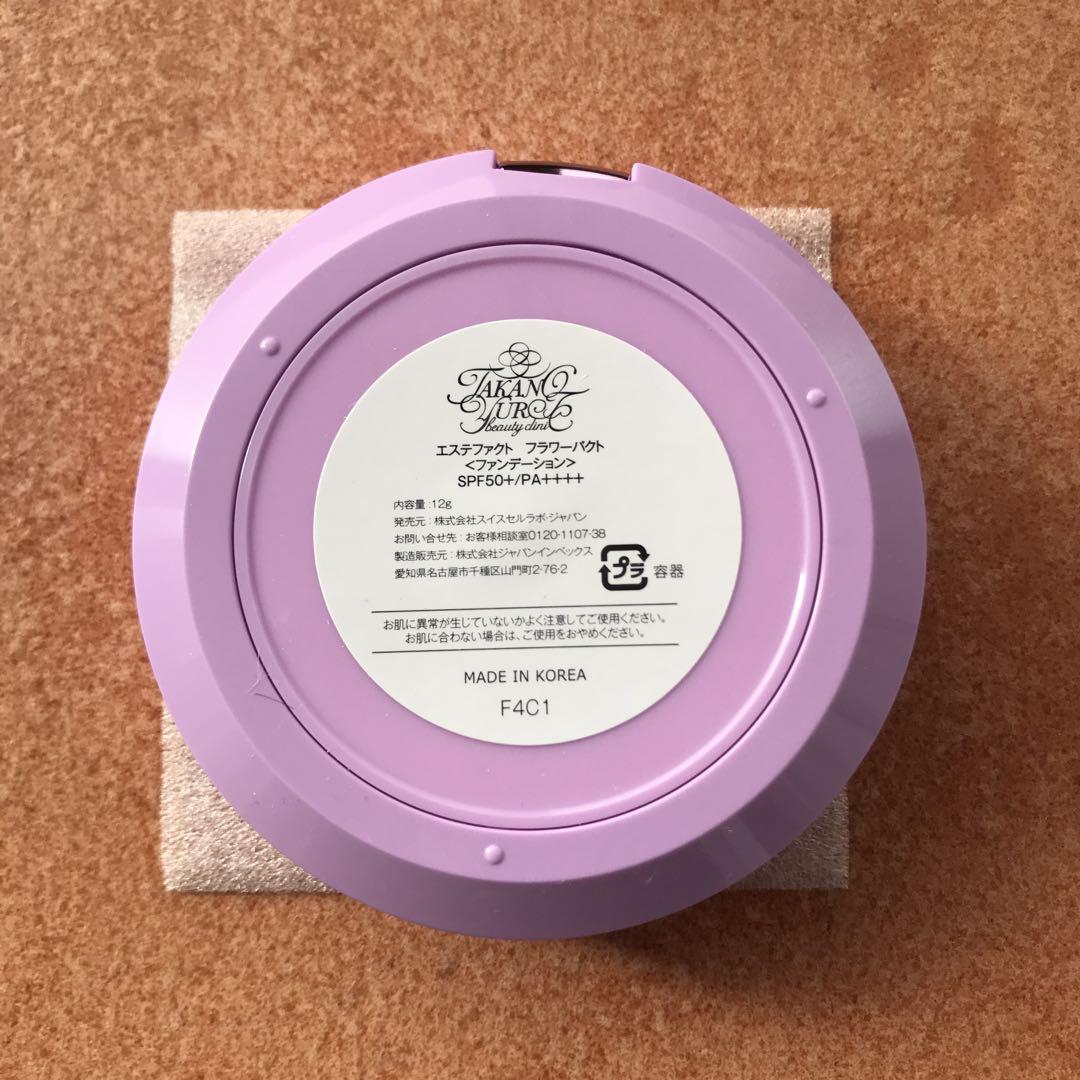 TAKANO
YURI
beauty clinic
エステファクト フラワーパクト
<ファンデーション>
SPF50+/PA++++
内容量:12g
発売元:株式会社スイスセルラボ・ジャパン
お問い合せ先:お客様相談室0120-1107-38
製造販売元:株式会社ジャパンインベックス
愛知県名古屋市千種区山門町2-76-2
プラ 容器
お肌に異常が生じていないかよく注意してご使用ください。
お肌に合わない場合は、ご使用をおやめください。
MADE IN KOREA
F4C1